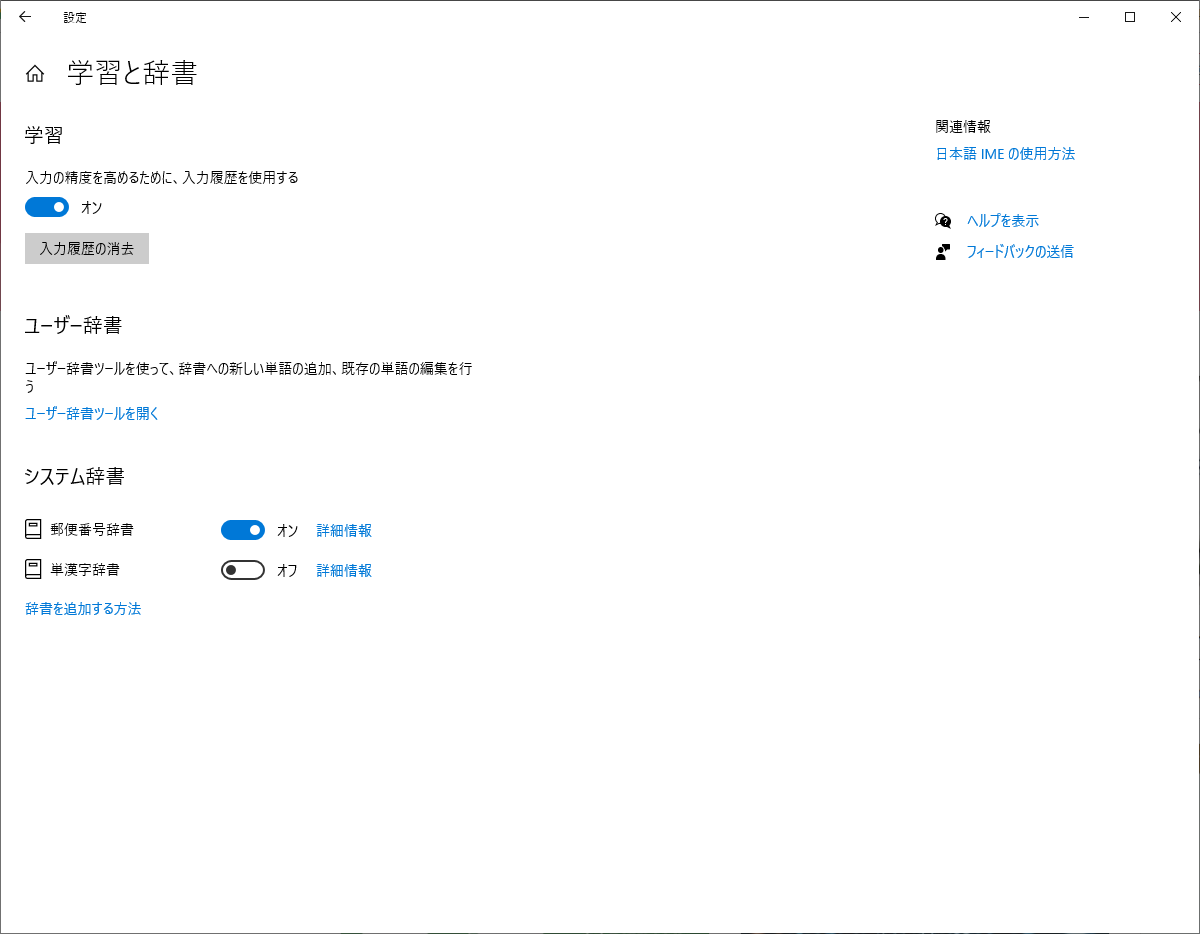 設定
学習と辞書
学習
入力の精度を高めるために、入力履歴を使用する
オン
入力履歴の消去
ユーザー辞書
ユーザー辞書ツールを使って、辞書への新しい単語の追加、既存の単語の編集を行
う
ユーザー辞書ツールを開く
システム辞書
郵便番号辞書 オン 詳細情報
単漢字辞書 オフ 詳細情報
辞書を追加する方法
関連情報
日本語 IME の使用方法
ヘルプを表示
フィードバックの送信